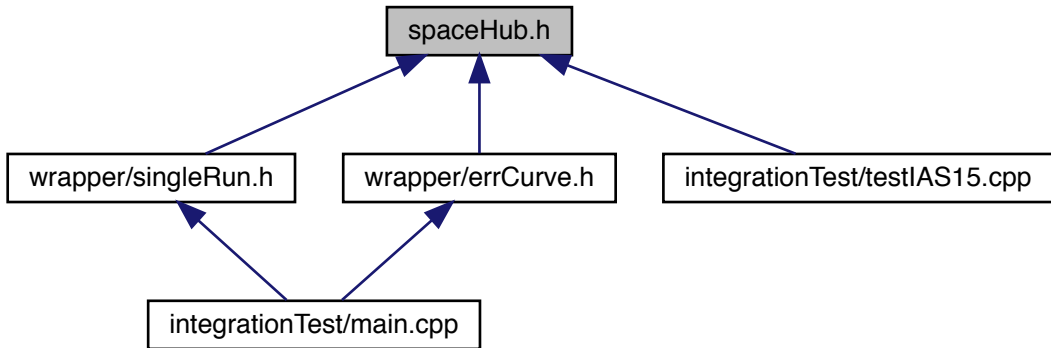 spaceHub.h
wrapper/singleRun.h
wrapper/errCurve.h
integrationTest/testIAS15.cpp
integrationTest/main.cpp